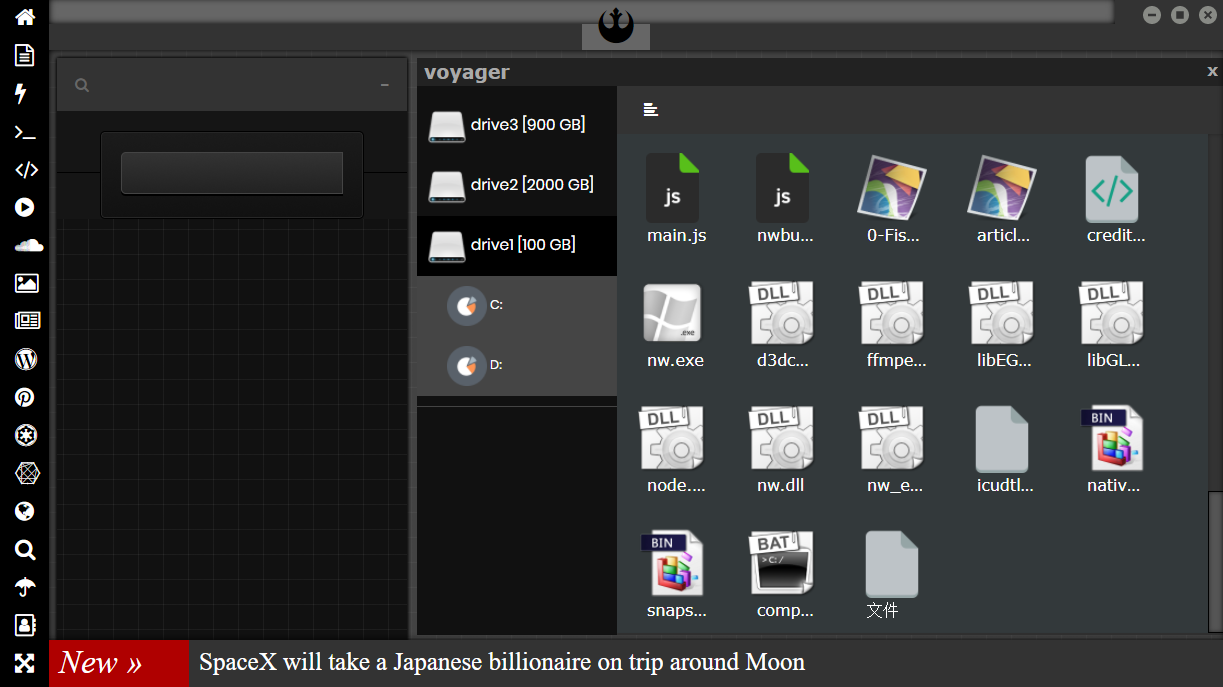 voyager
x
drive3 [900 GB]
drive2 [2000 GB]
drive1 [100 GB]
C:
D:
js
js
main.js
nwbu...
0-Fis...
articl...
credit...
.exe
DLL
DLL
DLL
DLL
nw.exe
d3dc...
ffmpe...
libEG...
libGL...
DLL
DLL
DLL
BIN
node....
nw.dll
nw_e...
icudtl...
nativ...
BIN
BAT
>C:/
snaps...
comp...
文件
New »
SpaceX will take a Japanese billionaire on trip around Moon